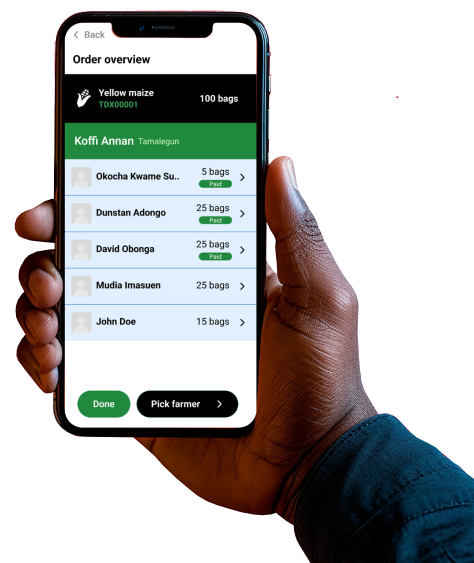 Back
Order overview
Yellow maize
TDX00001
100 bags
Koffi Annan Tamalegun
Okocha Kwame Su..
5 bags
Paid
Dunstan Adongo
25 bags
Paid
David Obonga
25 bags
Paid
Mudia Imasuen
25 bags
John Doe
15 bags
Done
Pick farmer